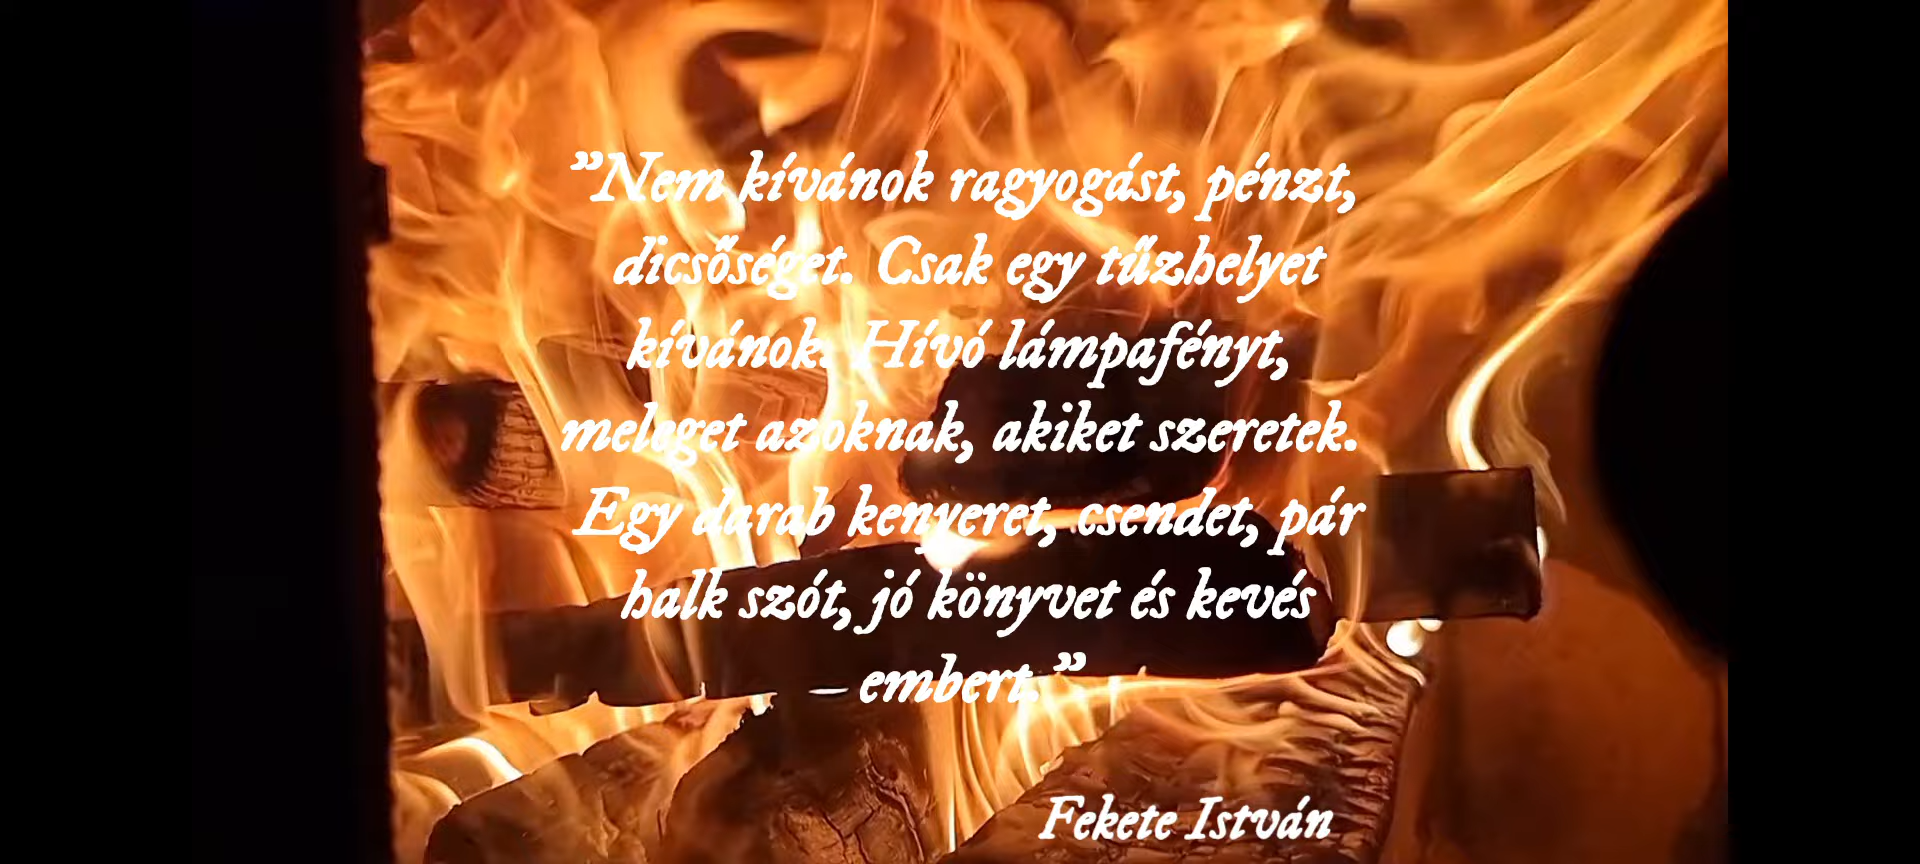 ”Nem kívánok ragyogást, pénzt,
dicsőséget. Csak egy tűzhelyet
kívánok. Hívó lámpafényt,
meleget azoknak, akiket szeretek.
Egy darab kenyeret, csendet, pár
halk szót, jó könyvet és kevés
embert.”
Fekete István